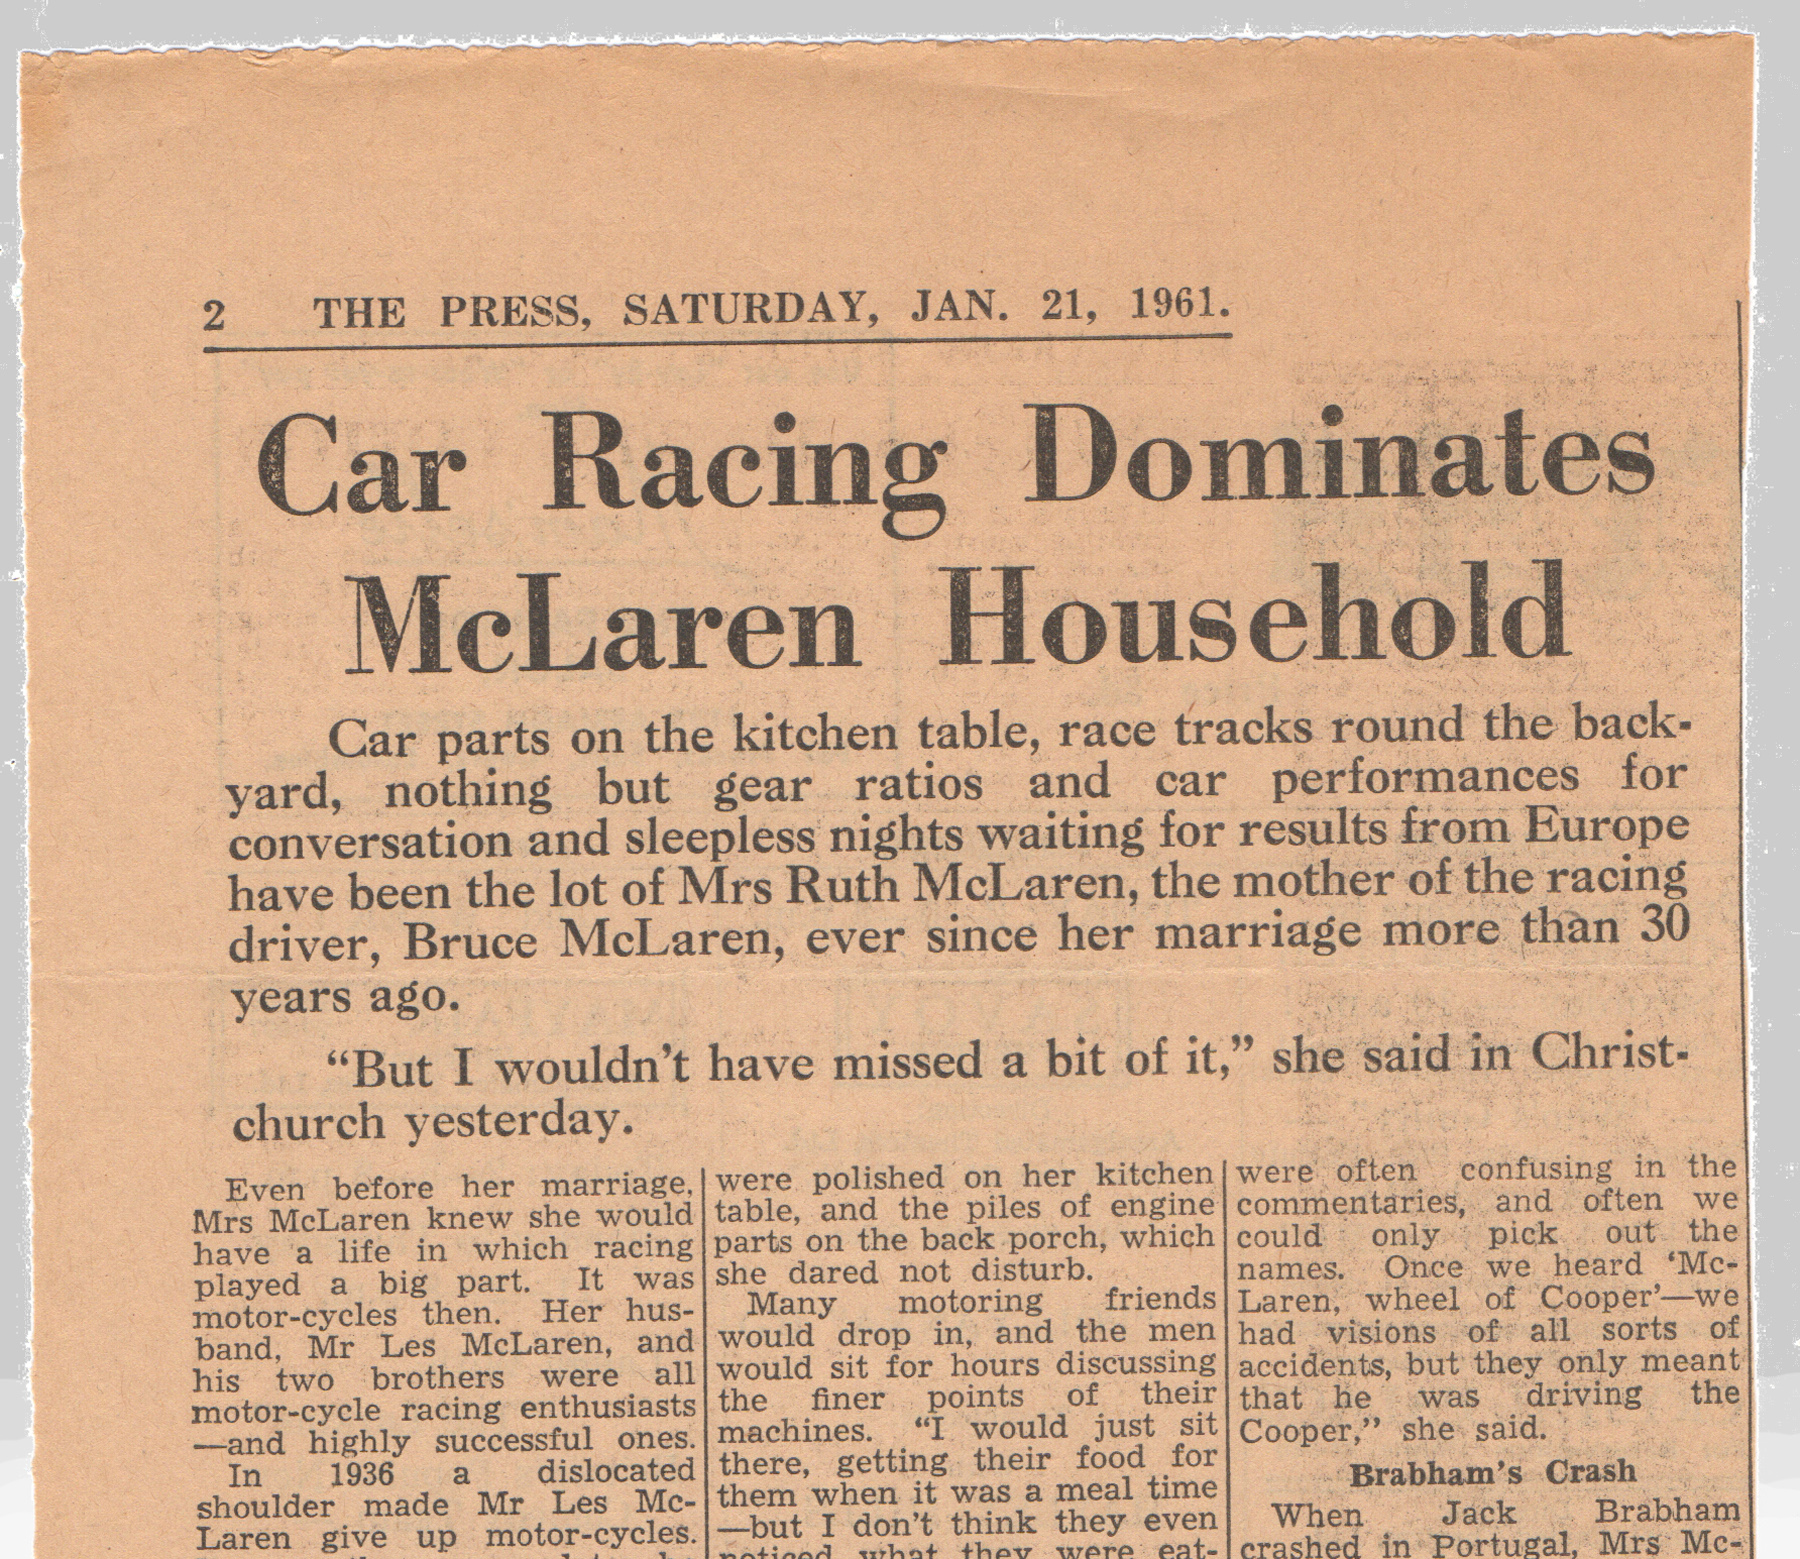 2 THE PRESS, SATURDAY, JAN. 21, 1961.
Car Racing Dominates
McLaren Household
Car parts on the kitchen table, race tracks round the back-
yard, nothing but gear ratios and car performances for
conversation and sleepless nights waiting for results from Europe
have been the lot of Mrs Ruth McLaren, the mother of the racing
driver, Bruce McLaren, ever since her marriage more than 30
years ago.
“But I wouldn’t have missed a bit of it,” she said in Christ-
church yesterday.
Even before her marriage,
Mrs McLaren knew she would
have a life in which racing
played a big part. It was
motor-cycles then. Her hus-
band, Mr Les McLaren, and
his two brothers were all
motor-cycle racing enthusiasts
—and highly successful ones.
In 1936 a dislocated
shoulder made Mr Les Mc-
Laren give up motor-cycles.
were polished on her kitchen
table, and the piles of engine
parts on the back porch, which
she dared not disturb.
Many motoring friends
would drop in, and the men
would sit for hours discussing
the finer points of their
machines. “I would just sit
there, getting their food for
them when it was a meal time
—but I don’t think they even
noticed what they were eat-
were often confusing in the
commentaries, and often we
could only pick out the
names. Once we heard ‘Mc-
Laren, wheel of Cooper’—we
had visions of all sorts of
accidents, but they only meant
that he was driving the
Cooper,” she said.
Brabham’s Crash
When Jack Brabham
crashed in Portugal, Mrs Mc-